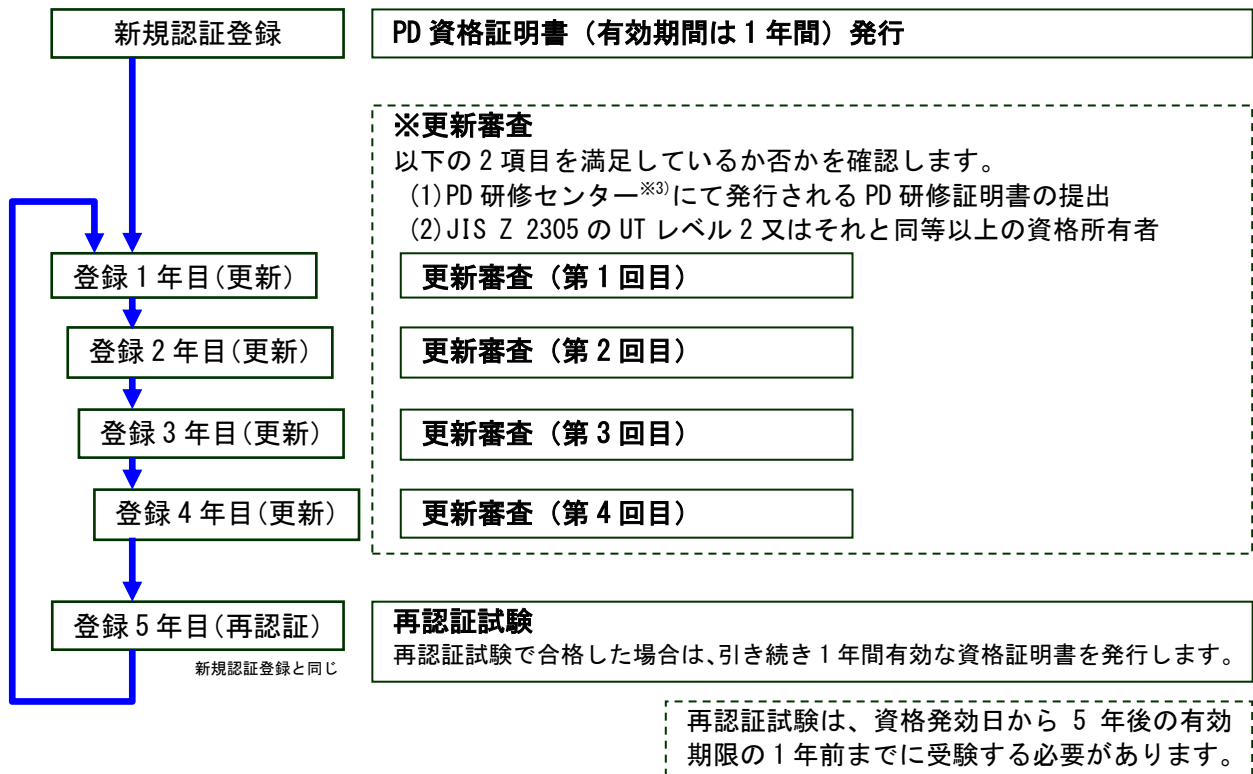 新規認証登録
PD 資格証明書（有効期間は1年間）発行
※更新審査
以下の2項目を満足しているか否かを確認します。
(1)PD 研修センター※3)にて発行される PD 研修証明書の提出
(2)JIS Z 2305 の UT レベル2又はそれと同等以上の資格所有者
登録1年目(更新)
更新審査（第1回目）
登録2年目(更新)
更新審査（第2回目）
登録3年目(更新)
更新審査（第3回目）
登録4年目(更新)
更新審査（第4回目）
登録5年目(再認証)
新規認証登録と同じ
再認証試験
再認証試験で合格した場合は、引き続き1年間有効な資格証明書を発行します。
再認証試験は、資格発効日から 5 年後の有効
期限の1年前までに受験する必要があります。